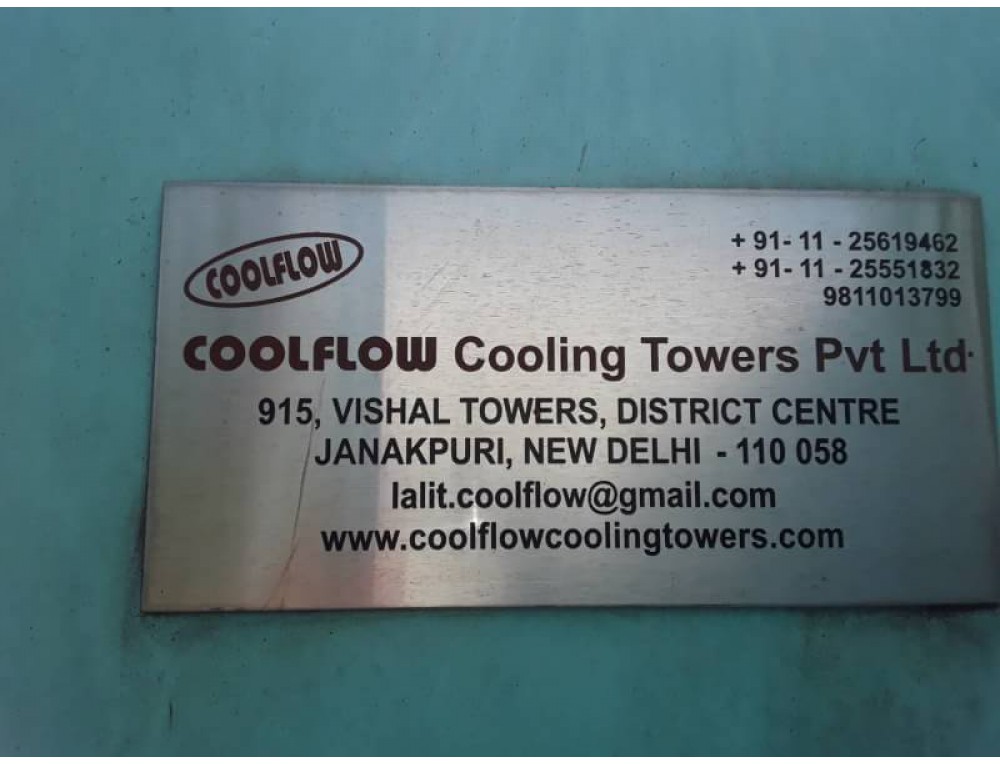 COOLFLOW
+ 91- 11 - 25619462
+ 91- 11 - 25551832
9811013799
COOLFLOW Cooling Towers Pvt Ltd.
915, VISHAL TOWERS, DISTRICT CENTRE
JANAKPURI, NEW DELHI - 110 058
lalit.coolflow@gmail.com
www.coolflowcoolingtowers.com